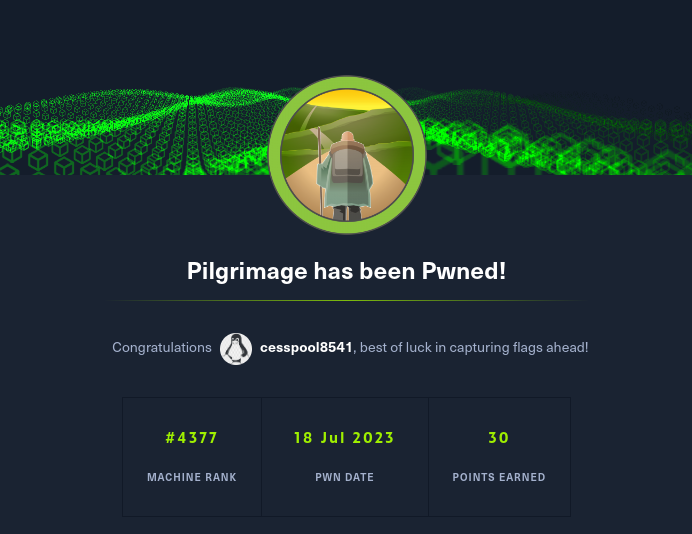 Pilgrimage has been Pwned!
Congratulations cesspool8541, best of luck in capturing flags ahead!
#4377 18 Jul 2023 30
MACHINE RANK PWN DATE POINTS EARNED